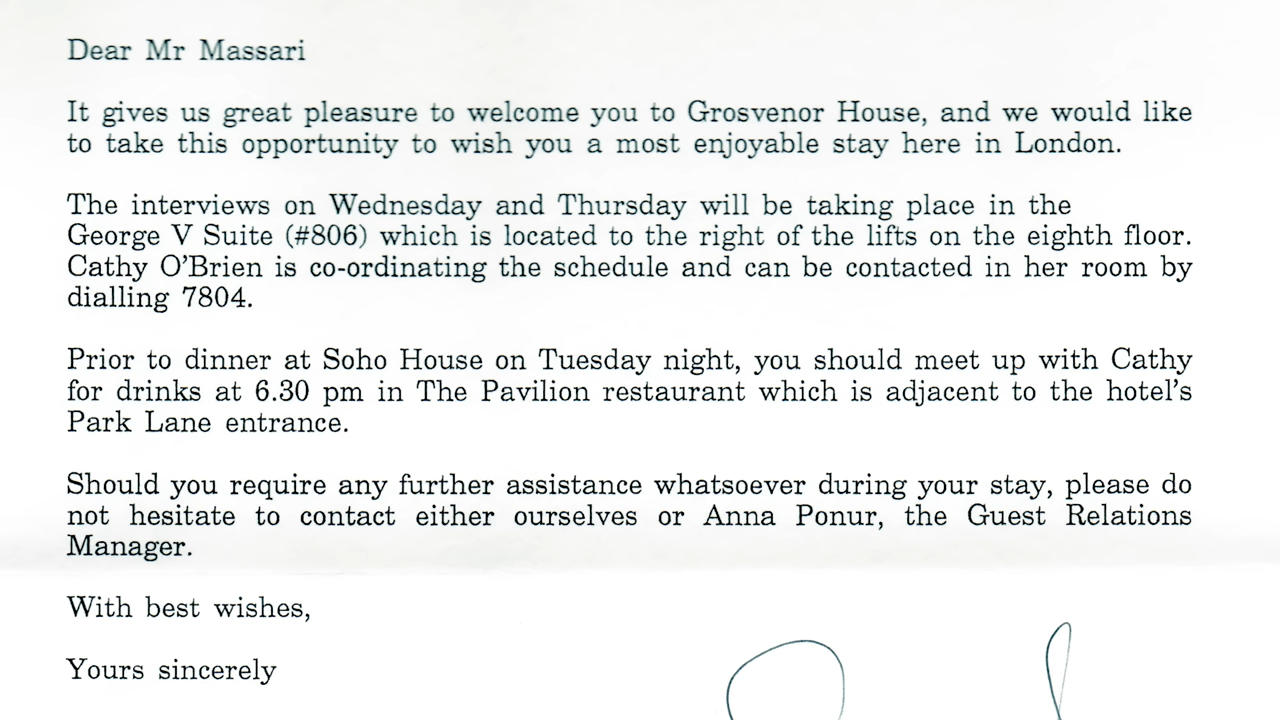 Dear Mr Massari
It gives us great pleasure to welcome you to Grosvenor House, and we would like
to take this opportunity to wish you a most enjoyable stay here in London.
The interviews on Wednesday and Thursday will be taking place in the
George V Suite (#806) which is located to the right of the lifts on the eighth floor.
Cathy O'Brien is co-ordinating the schedule and can be contacted in her room by
dialling 7804.
Prior to dinner at Soho House on Tuesday night, you should meet up with Cathy
for drinks at 6.30 pm in The Pavilion restaurant which is adjacent to the hotel's
Park Lane entrance.
Should you require any further assistance whatsoever during your stay, please do
not hesitate to contact either ourselves or Anna Ponur, the Guest Relations
Manager.
With best wishes,
Yours sincerely